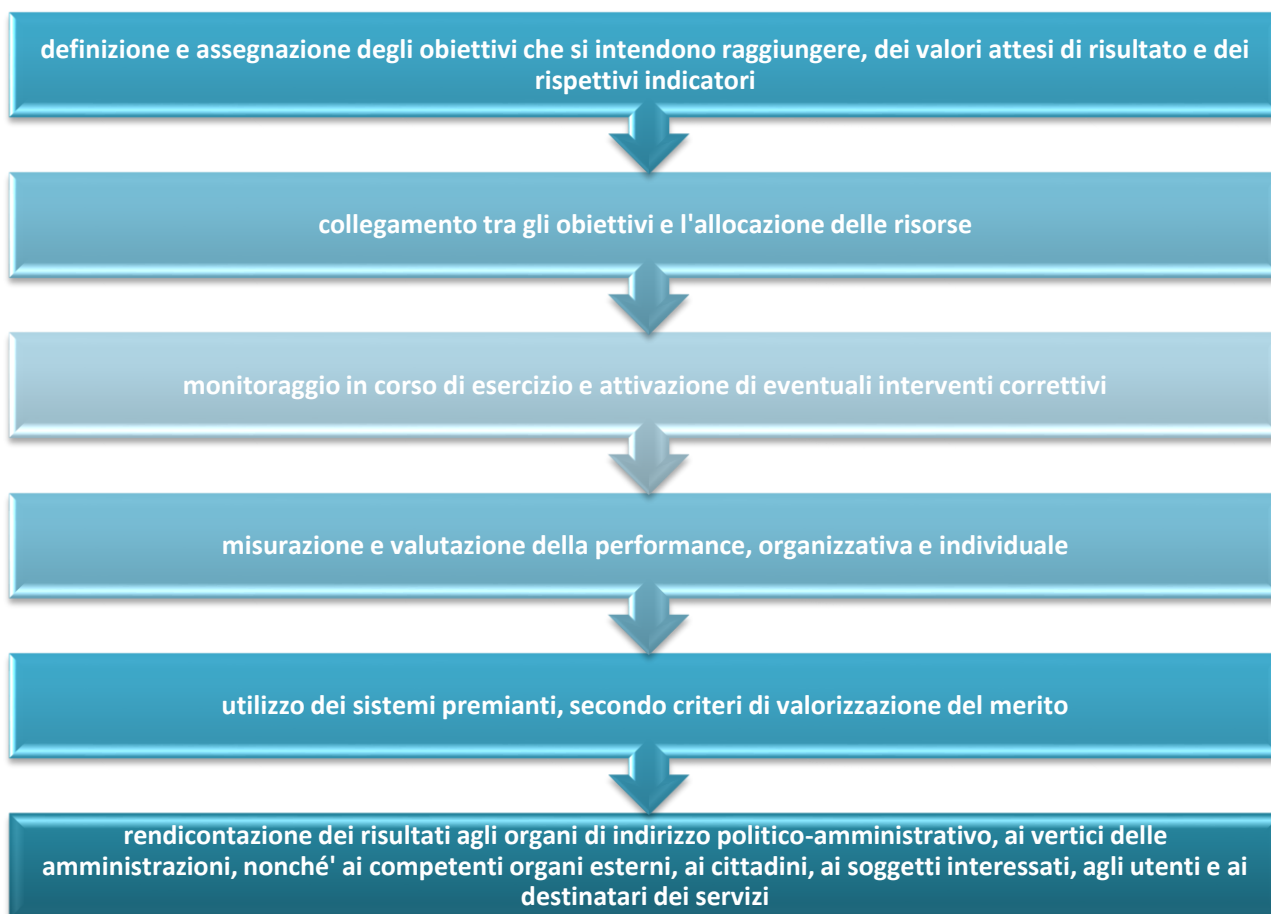 definizione e assegnazione degli obiettivi che si intendono raggiungere, dei valori attesi di risultato e dei
rispettivi indicatori
collegamento tra gli obiettivi e l'allocazione delle risorse
monitoraggio in corso di esercizio e attivazione di eventuali interventi correttivi
misurazione e valutazione della performance, organizzativa e individuale
utilizzo dei sistemi premianti, secondo criteri di valorizzazione del merito
rendicontazione dei risultati agli organi di indirizzo politico-amministrativo, ai vertici delle
amministrazioni, nonché' ai competenti organi esterni, ai cittadini, ai soggetti interessati, agli utenti e ai
destinatari dei servizi